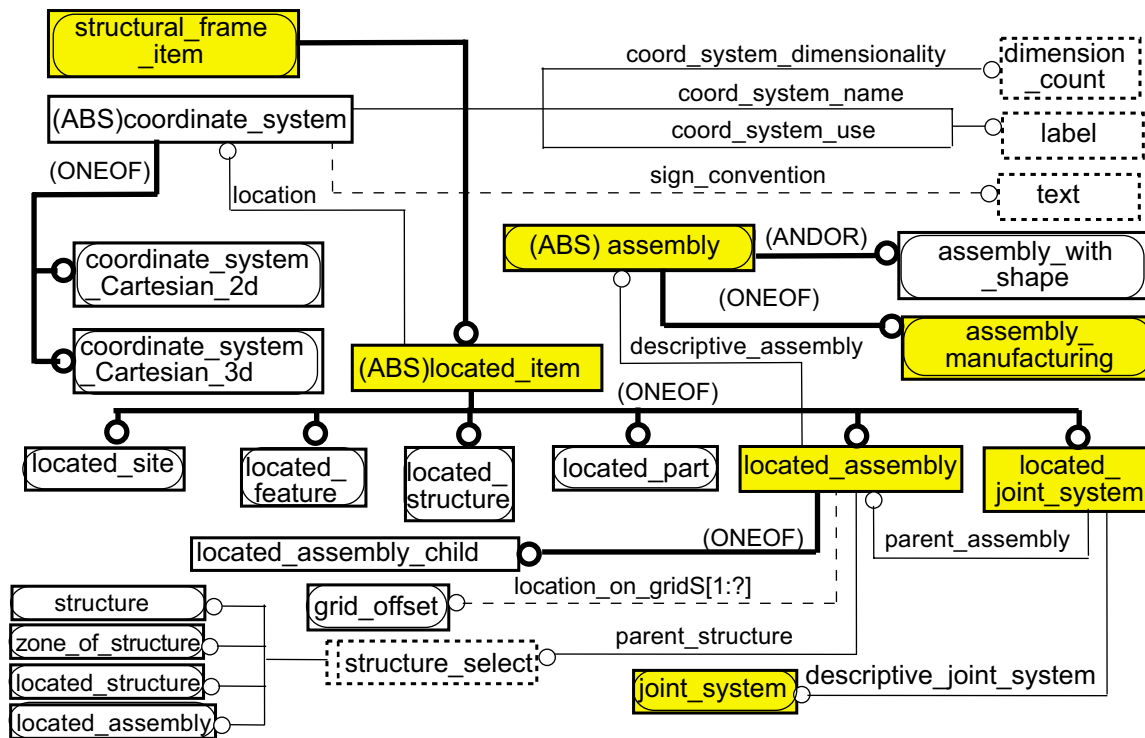 structural_frame
_item
coord_system_dimensionality
dimension
_count
(ABS)coordinate_system
coord_system_name
coord_system_use
label
(ONEOF)
location
sign_convention
text
coordinate_system
_Cartesian_2d
(ABS) assembly
(ANDOR)
assembly_with
_shape
(ONEOF)
coordinate_system
_Cartesian_3d
(ABS)located_item
descriptive_assembly
assembly_
manufacturing
(ONEOF)
located_site
located_
feature
located_
structure
located_part
located_assembly
located_
joint_system
located_assembly_child
(ONEOF)
parent_assembly
location_on_gridS[1:?]
grid_offset
structure
zone_of_structure
located_structure
located_assembly
structure_select
parent_structure
joint_system
descriptive_joint_system